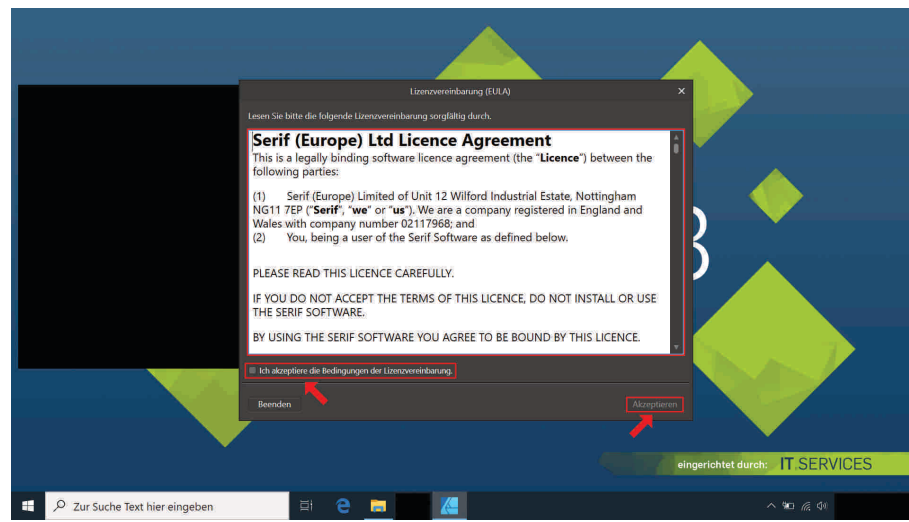 Lizenzvereinbarung (EULA)
Lesen Sie bitte die folgende Lizenzvereinbarung sorgfältig durch.
Serif (Europe) Ltd Licence Agreement
This is a legally binding software licence agreement (the “Licence”) between the
following parties:
(1) Serif (Europe) Limited of Unit 12 Wilford Industrial Estate, Nottingham
NG11 7EP (“Serif”, “we” or “us”). We are a company registered in England and
Wales with company number 02117968; and
(2) You, being a user of the Serif Software as defined below.
PLEASE READ THIS LICENCE CAREFULLY.
IF YOU DO NOT ACCEPT THE TERMS OF THIS LICENCE, DO NOT INSTALL OR USE
THE SERIF SOFTWARE.
BY USING THE SERIF SOFTWARE YOU AGREE TO BE BOUND BY THIS LICENCE.
Ich akzeptiere die Bedingungen der Lizenzvereinbarung.
Beenden
Akzeptieren
eingerichtet durch: IT.SERVICES
Zur Suche Text hier eingeben